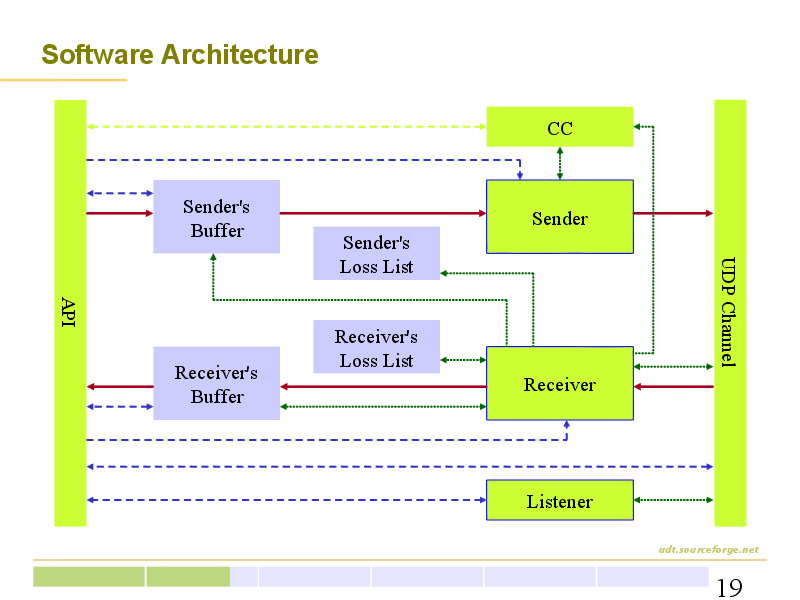 Software Architecture
CC
Sender's
Buffer
Sender
Sender's
Loss List
API
UDP Channel
Receiver's
Loss List
Receiver's
Buffer
Receiver
Listener
udt.sourceforge.net
19